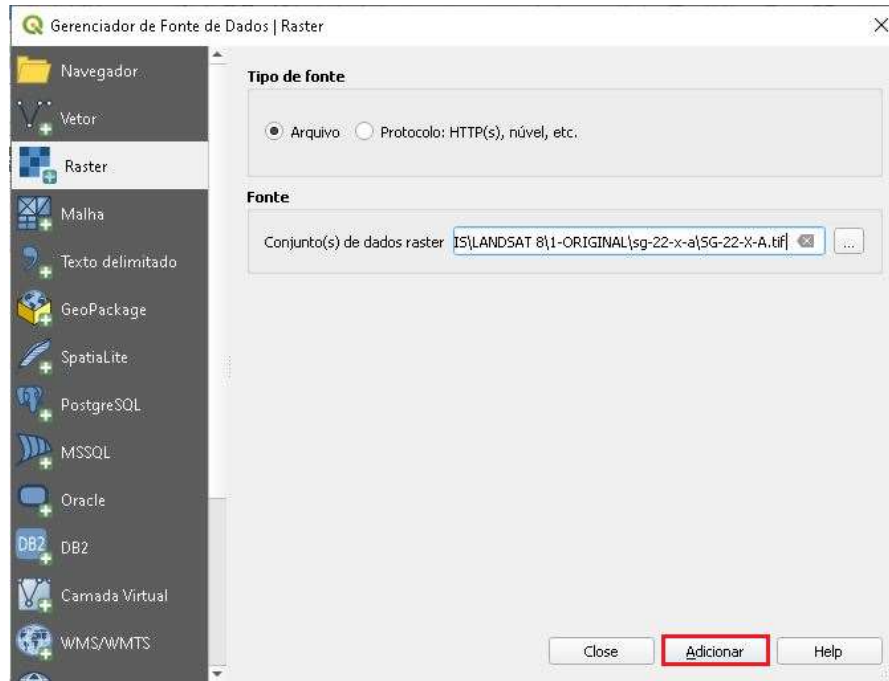 Gerenciador de Fonte de Dados | Raster
Navegador
Vetor
Raster
Malha
Texto delimitado
GeoPackage
SpatiaLite
PostgreSQL
MSSQL
Oracle
DB2
DB2
Camada Virtual
WMS/WMTS
Tipo de fonte
Arquivo
Protocolo: HTTP(s), núvel, etc.
Fonte
Conjunto(s) de dados raster IS\LANDSAT 8\1-ORIGINAL\sg-22-x-a\SG-22-X-A.tif ...
Close Adicionar Help